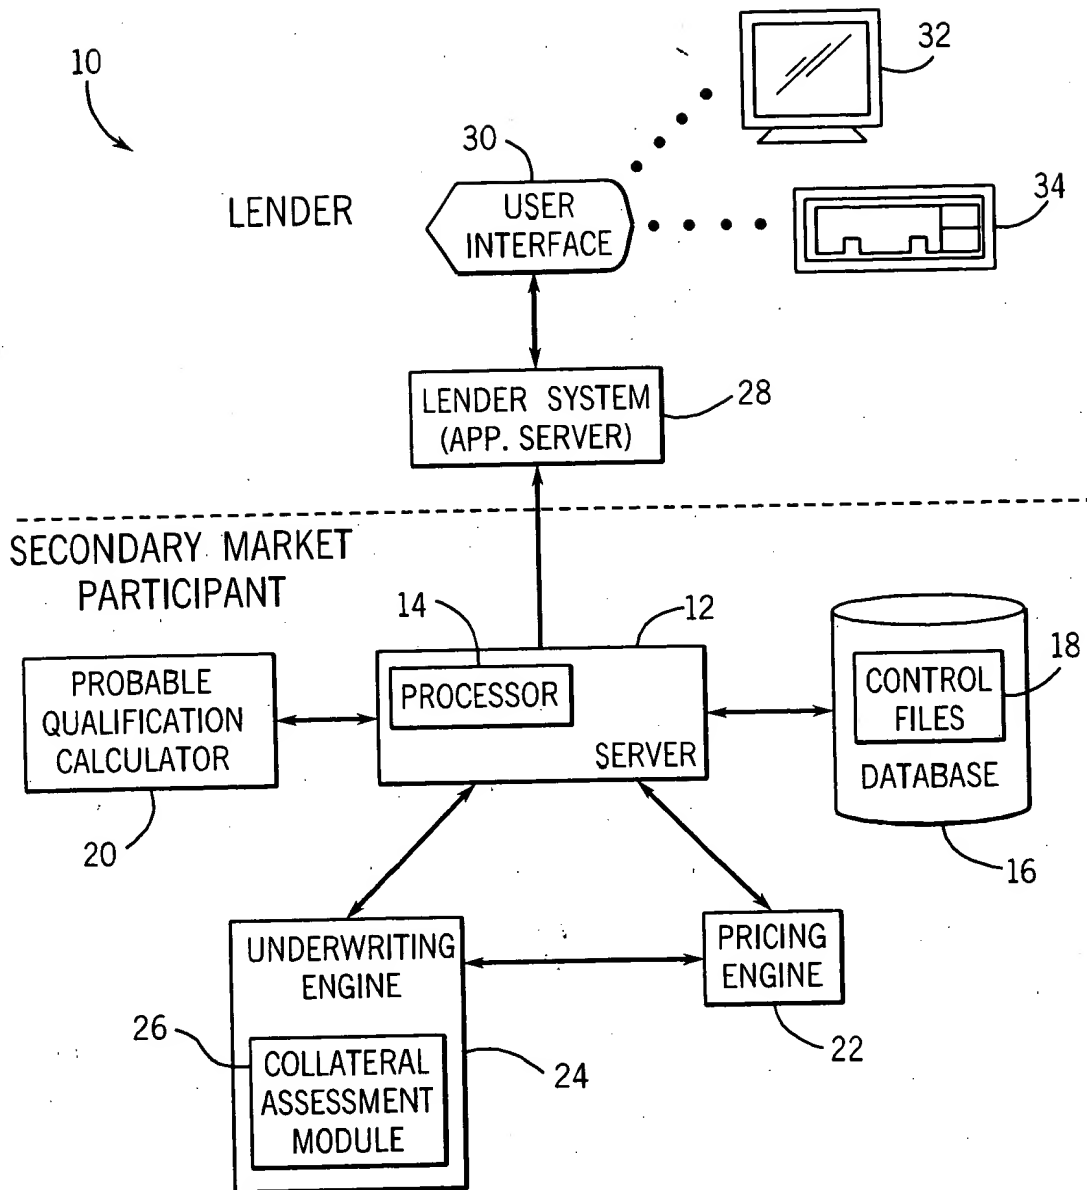 10
32
30
LENDER
USER
INTERFACE
34
LENDER SYSTEM
(APP. SERVER)
28
SECONDARY MARKET
PARTICIPANT
14
12
18
PROBABLE
QUALIFICATION
CALCULATOR
PROCESSOR
SERVER
CONTROL
FILES
DATABASE
20
16
UNDERWRITING
ENGINE
PRICING
ENGINE
26
24
22
COLLATERAL
ASSESSMENT
MODULE